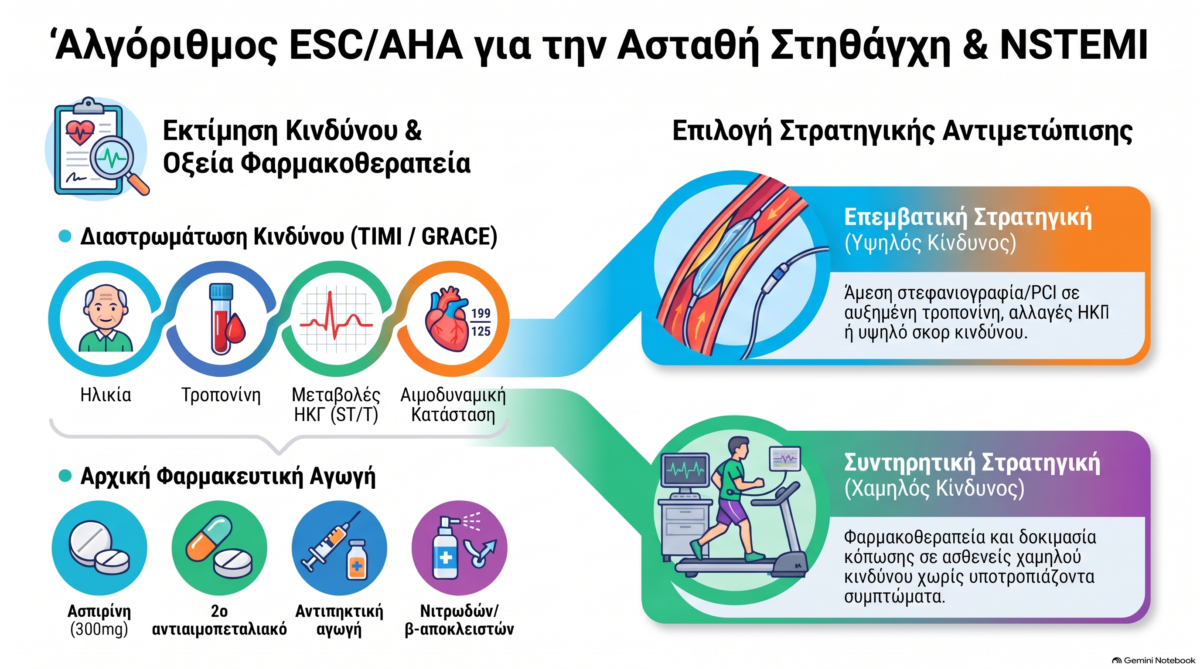 ‘Αλγόριθμος ESC/AHA για την Ασταθή Στηθάγχη & NSTEMI
Εκτίμηση Κινδύνου &
Οξεία Φαρμακοθεραπεία
Διαστρωμάτωση Κινδύνου (TIMI / GRACE)
199
125
Ηλικία
Τροπονίνη
Μεταβολές
ΗΚΓ (ST/T)
Αιμοδυναμική
Κατάσταση
Αρχική Φαρμακευτική Αγωγή
Ασπιρίνη
(300mg)
2ο
αντιαιμοπεταλιακό
Αντιπηκτική
αγωγή
Νιτρωδών/
β-αποκλειστών
Επιλογή Στρατηγικής Αντιμετώπισης
Επεμβατική Στρατηγική
(Υψηλός Κίνδυνος)
Άμεση στεφανιογραφία/PCI σε
αυξημένη τροπονίνη, αλλαγές ΗΚΠ
ή υψηλό σκορ κινδύνου.
Συντηρητική Στρατηγική
(Χαμηλός Κίνδυνος)
Φαρμακοθεραπεία και δοκιμασία
κόπωσης σε ασθενείς χαμηλού
κινδύνου χωρίς υποτροπιάζοντα
συμπτώματα.
Gemini Notebook